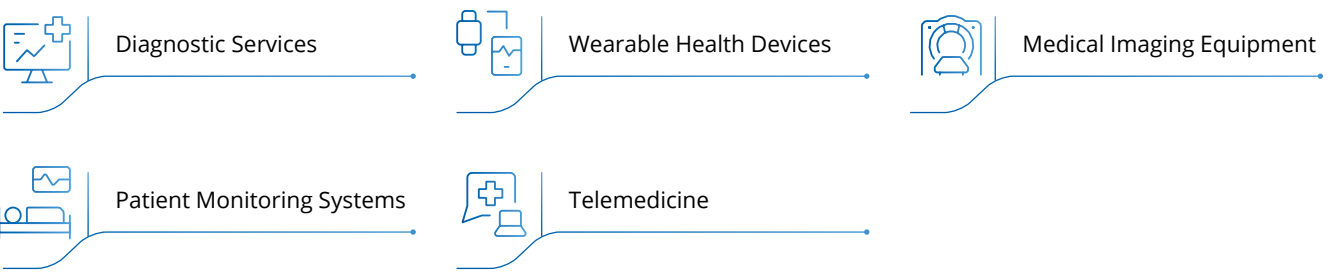 Diagnostic Services
Wearable Health Devices
Medical Imaging Equipment
Patient Monitoring Systems
Telemedicine